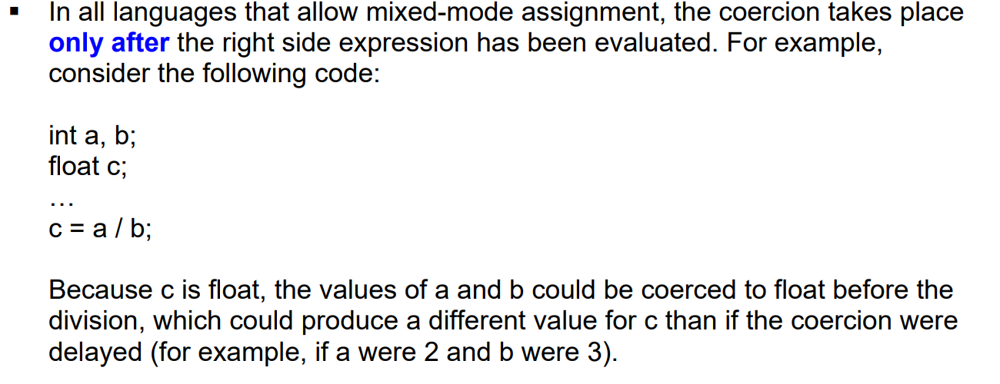 ▪ In all languages that allow mixed-mode assignment, the coercion takes place
only after the right side expression has been evaluated. For example,
consider the following code:
int a, b;
float c;
…
c = a / b;
Because c is float, the values of a and b could be coerced to float before the
division, which could produce a different value for c than if the coercion were
delayed (for example, if a were 2 and b were 3).